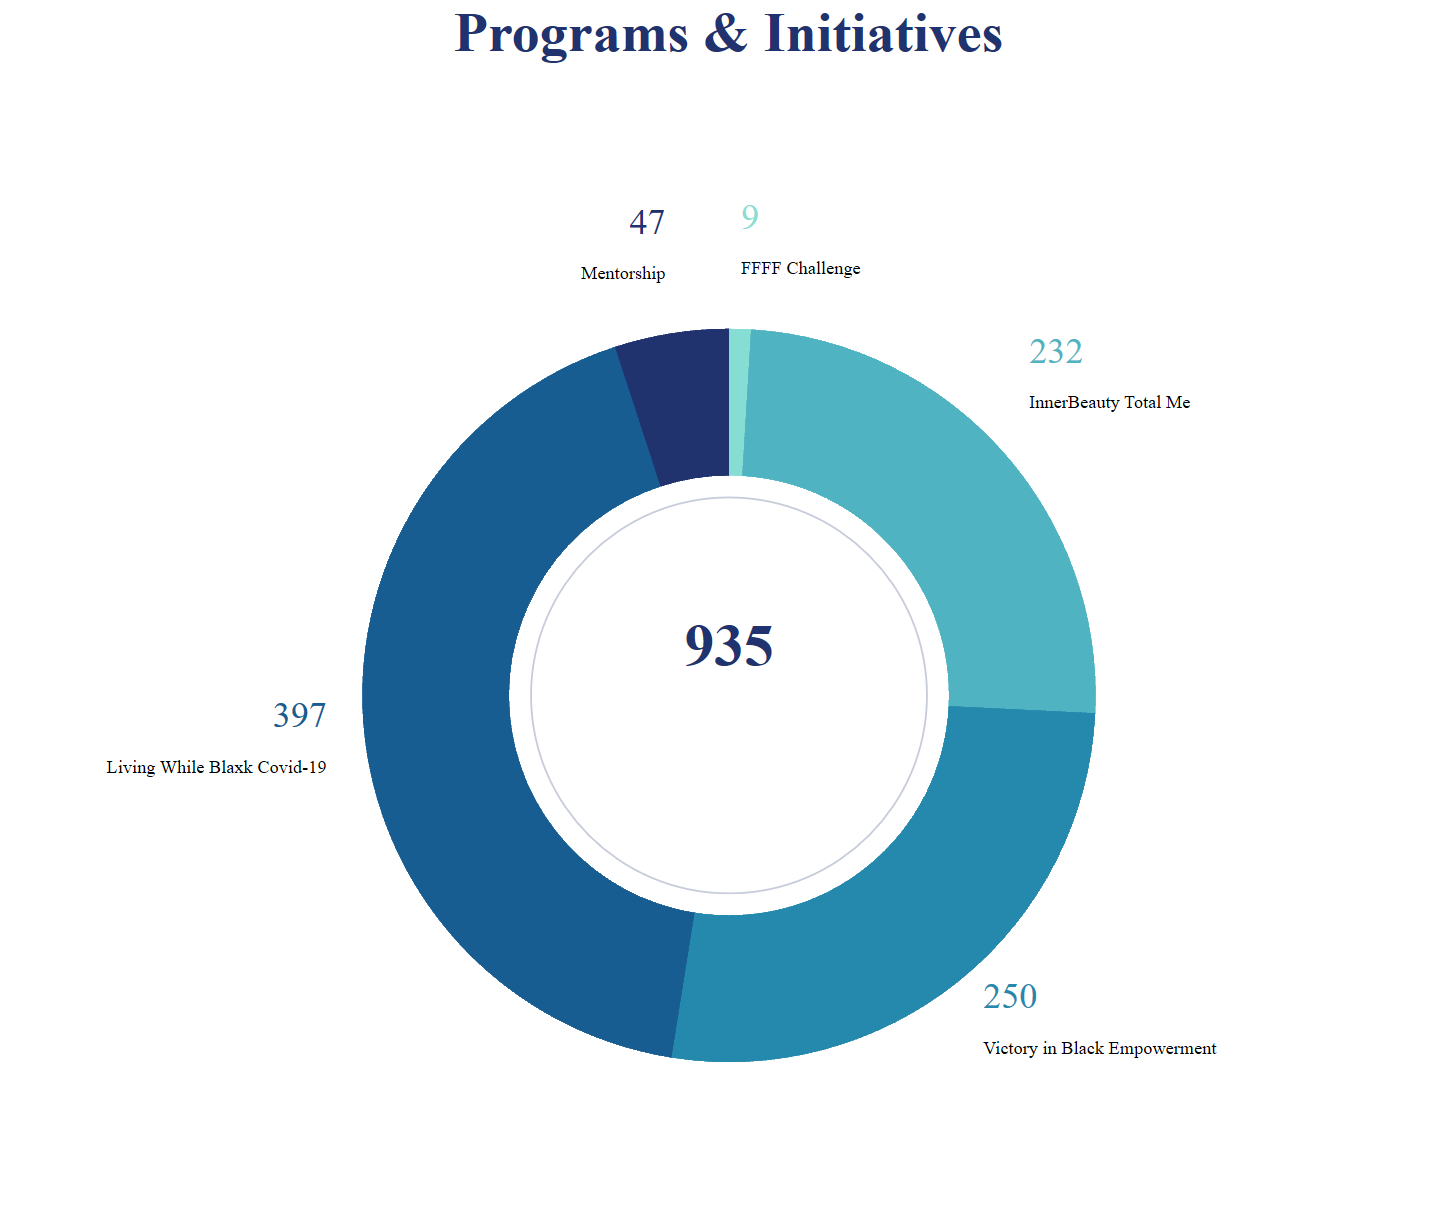 Programs & Initiatives
47
Mentorship
9
FFFF Challenge
232
InnerBeauty Total Me
935
397
Living While Blaxk Covid-19
250
Victory in Black Empowerment